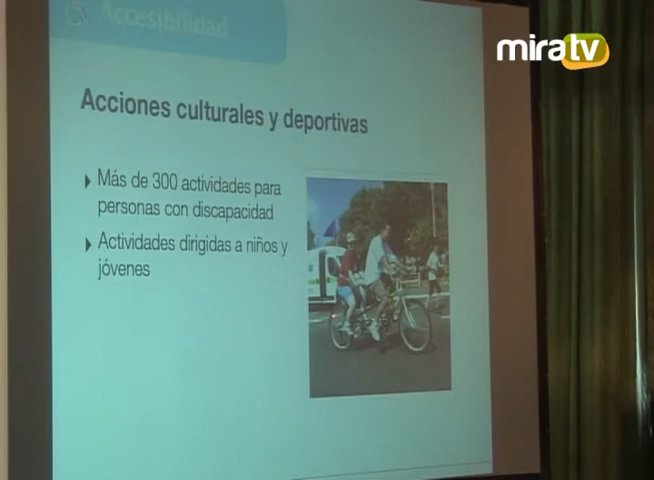 Accesibilidad
miratv
Acciones culturales y deportivas
Más de 300 actividades para
personas con discapacidad
Actividades dirigidas a niños y
jóvenes